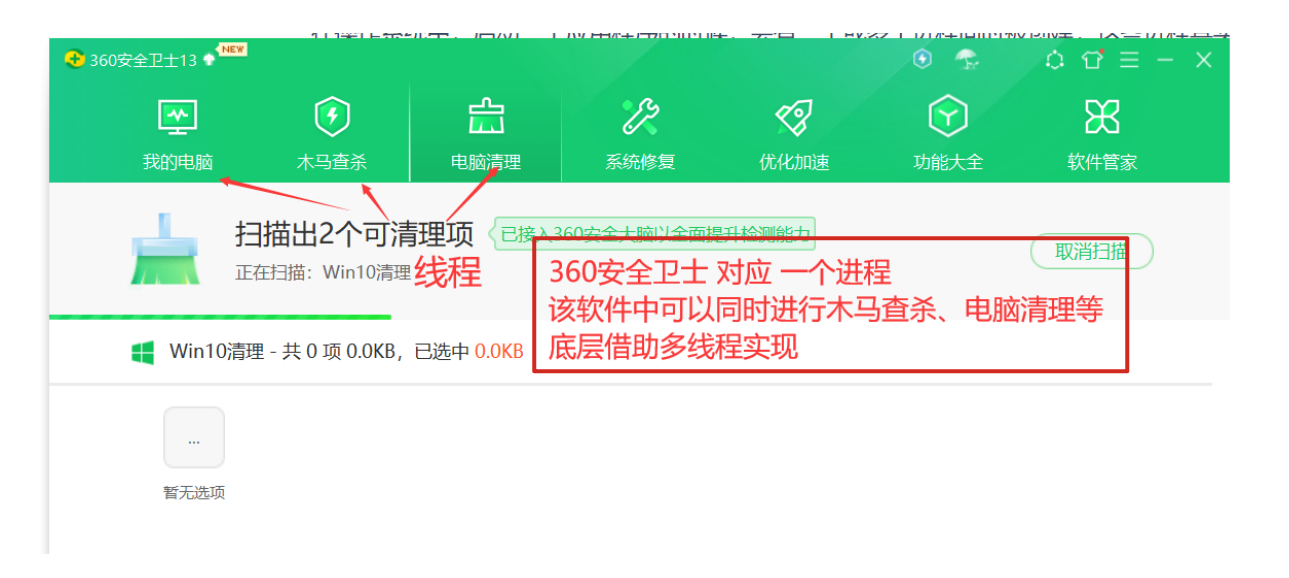 360安全卫士13
NEW
我的电脑
木马查杀
电脑清理
系统修复
优化加速
功能大全
软件管家
扫描出2个可清理项
已接入360安全大脑以全面提升检测能力
取消扫描
正在扫描：Win10清理
线程
360安全卫士 对应 一个进程
该软件中可以同时进行木马查杀、电脑清理等
底层借助多线程实现
Win10清理 - 共 0 项 0.0KB，已选中 0.0KB
...
暂无选项